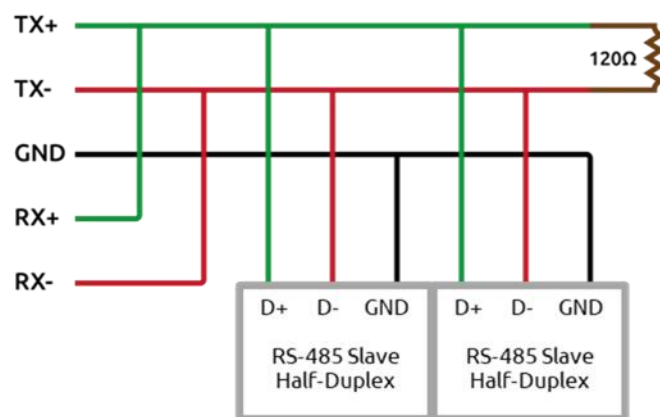 TX+
120Ω
TX-
GND
RX+
RX-
D+ D- GND D+ D- GND
RS-485 Slave RS-485 Slave
Half-Duplex Half-Duplex